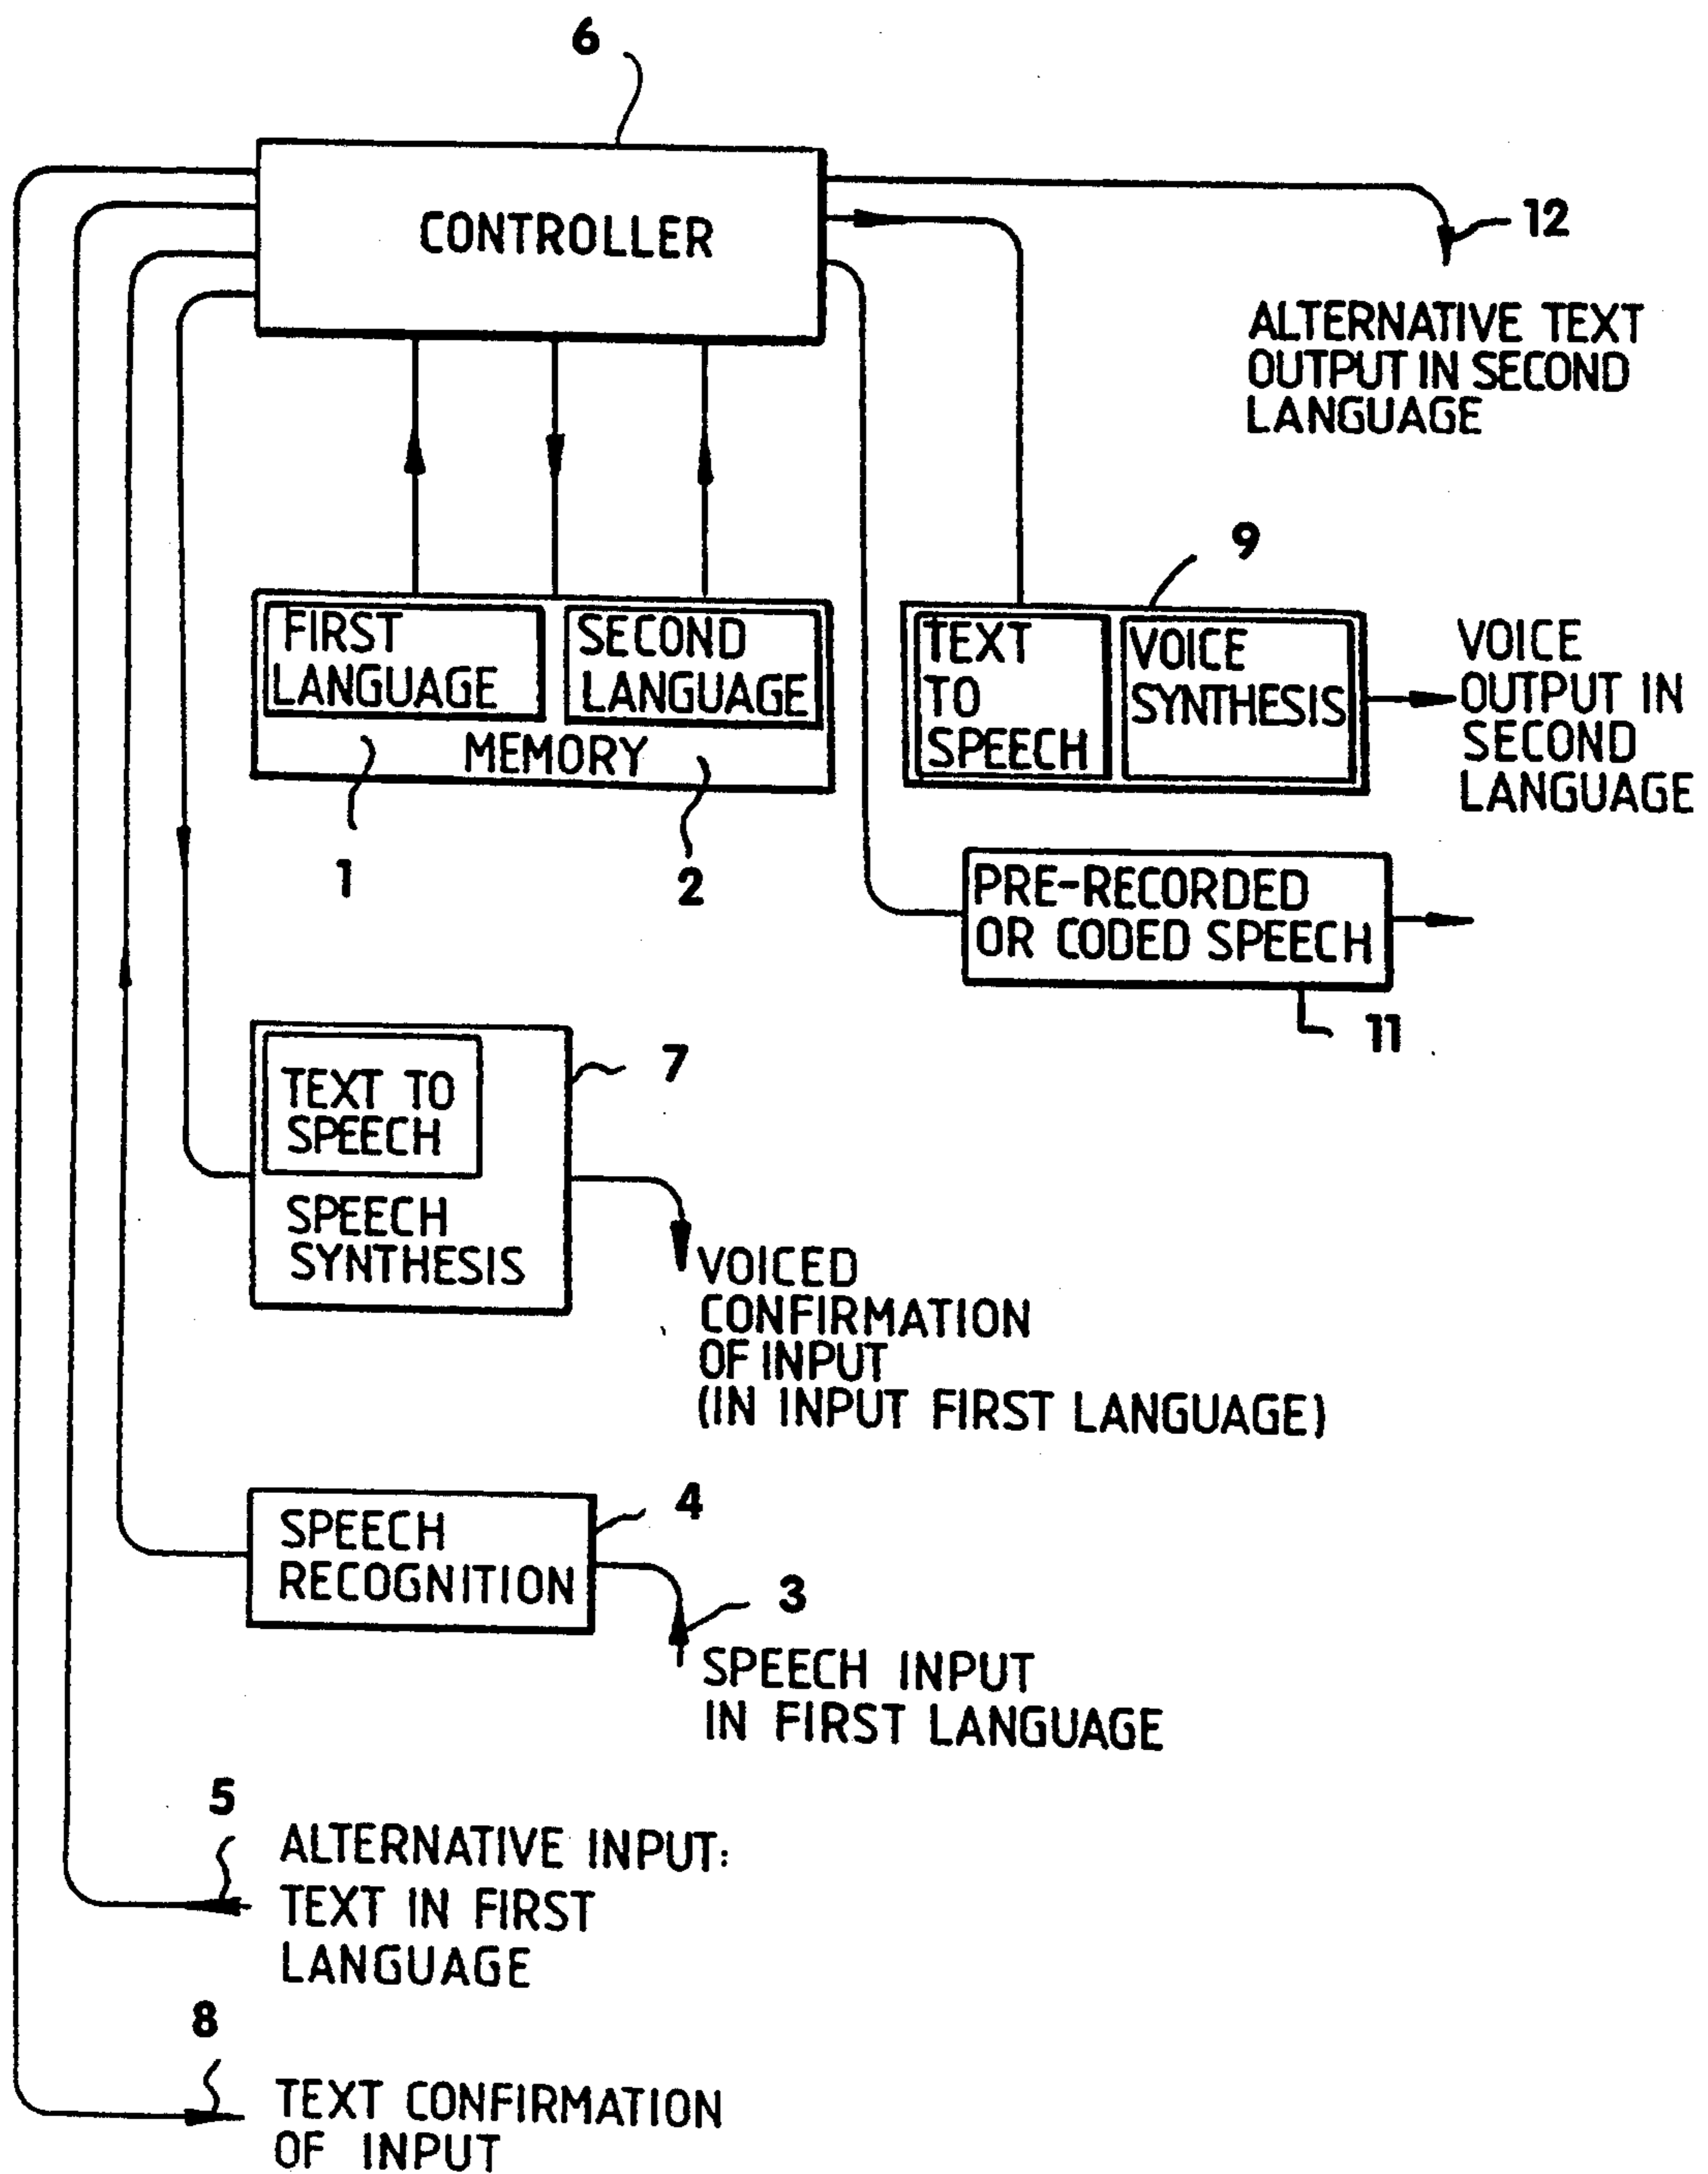 6
CONTROLLER
12
ALTERNATIVE TEXT
OUTPUT IN SECOND
LANGUAGE
9
FIRST
LANGUAGE
SECOND
LANGUAGE
MEMORY
1
2
TEXT
TO
SPEECH
VOICE
SYNTHESIS
VOICE
OUTPUT IN
SECOND
LANGUAGE
PRE-RECORDED
OR CODED SPEECH
11
7
TEXT TO
SPEECH
SPEECH
SYNTHESIS
VOICED
CONFIRMATION
OF INPUT
(IN INPUT FIRST LANGUAGE)
4
SPEECH
RECOGNITION
3
SPEECH INPUT
IN FIRST LANGUAGE
5
ALTERNATIVE INPUT:
TEXT IN FIRST
LANGUAGE
8
TEXT CONFIRMATION
OF INPUT